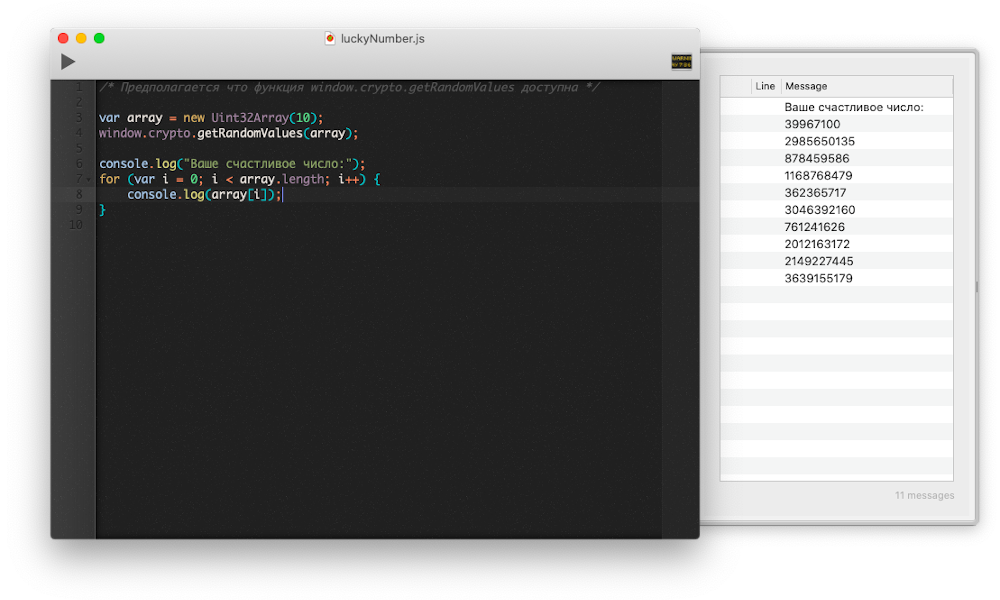 luckyNumber.js
1 /* Предполагается что функция window.crypto.getRandomValues доступна */
2
3 var array = new Uint32Array(10);
4 window.crypto.getRandomValues(array);
5
6 console.log("Ваше счастливое число:");
7 for (var i = 0; i < array.length; i++) {
8     console.log(array[i]);
9 }
10
Line Message
Ваше счастливое число:
39967100
2985650135
878459586
1168768479
362365717
3046392160
761241626
2012163172
2149227445
3639155179
11 messages